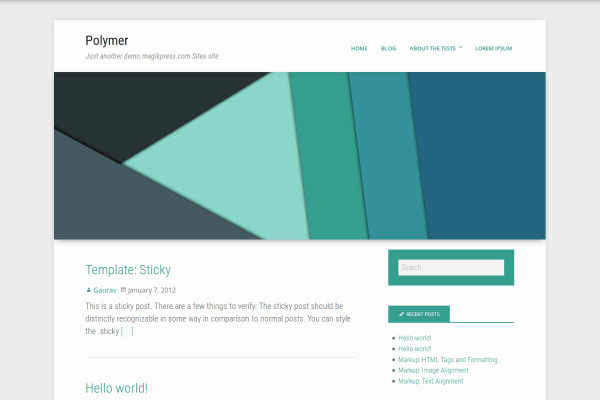 Polymer
Just another demo.magikpress.com Sites site
HOME BLOG ABOUT THE TESTS LOREM IPSUM
Template: Sticky
Gaurav January 7, 2012
This is a sticky post. There are a few things to verify: The sticky post should be
distinctly recognizable in some way in comparison to normal posts. You can style
the .sticky [...]
Hello world!
Search
RECENT POSTS
Hello world!
Hello world!
Markup: HTML Tags and Formatting
Markup: Image Alignment
Markup: Text Alignment